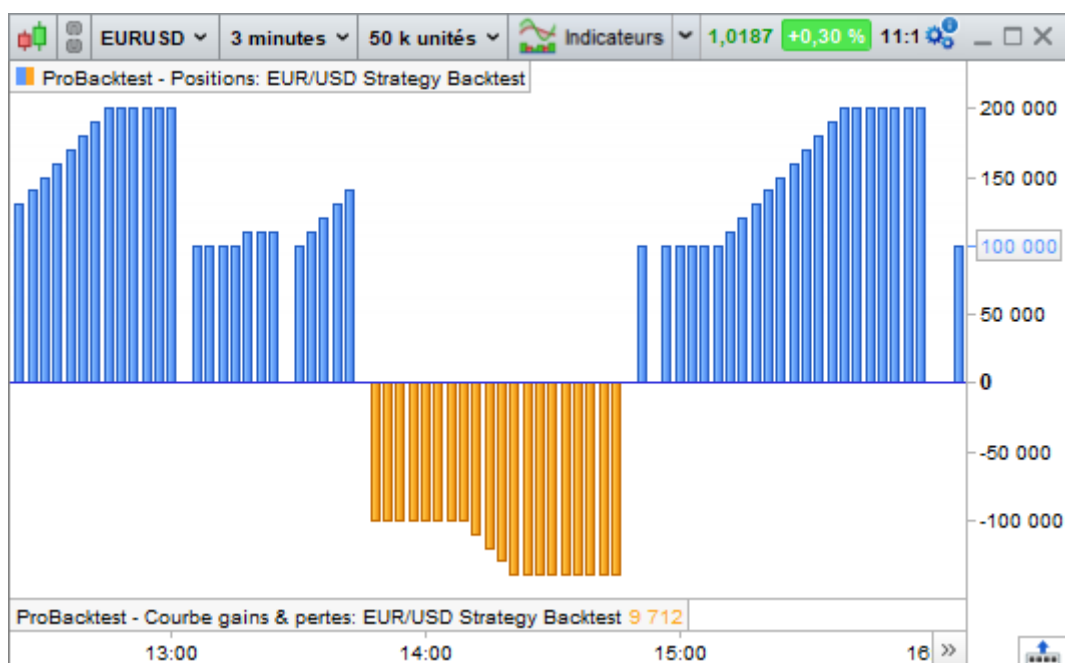 EURUSD 3 minutes 50 k unités Indicateurs 1,0187 +0,30 % 11:1
ProBacktest - Positions: EUR/USD Strategy Backtest
200 000
150 000
100 000
50 000
0
-50 000
-100 000
ProBacktest - Courbe gains & pertes: EUR/USD Strategy Backtest 9 712
13:00 14:00 15:00 16 »